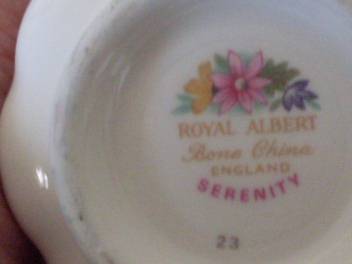 ROYAL ALBERT
Bone China
ENGLAND
SERENITY
23